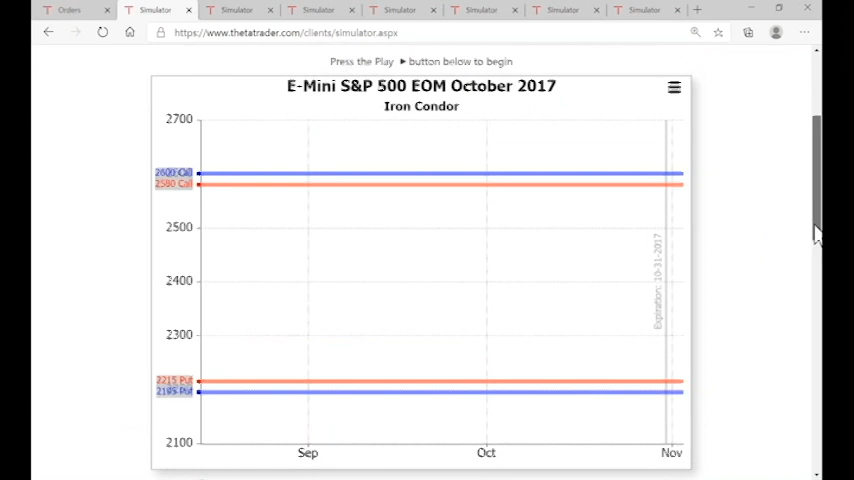 Orders Simulator Simulator Simulator Simulator Simulator Simulator Simulator
https://www.thetatrader.com/clients/simulator.aspx
Press the Play button below to begin
E-Mini S&P 500 EOM October 2017
Iron Condor
2700
2600 Call
2580 Call
2500
2400
Expiration: 10-31-2017
2300
2215 Put
2195 Put
2100
Sep Oct Nov